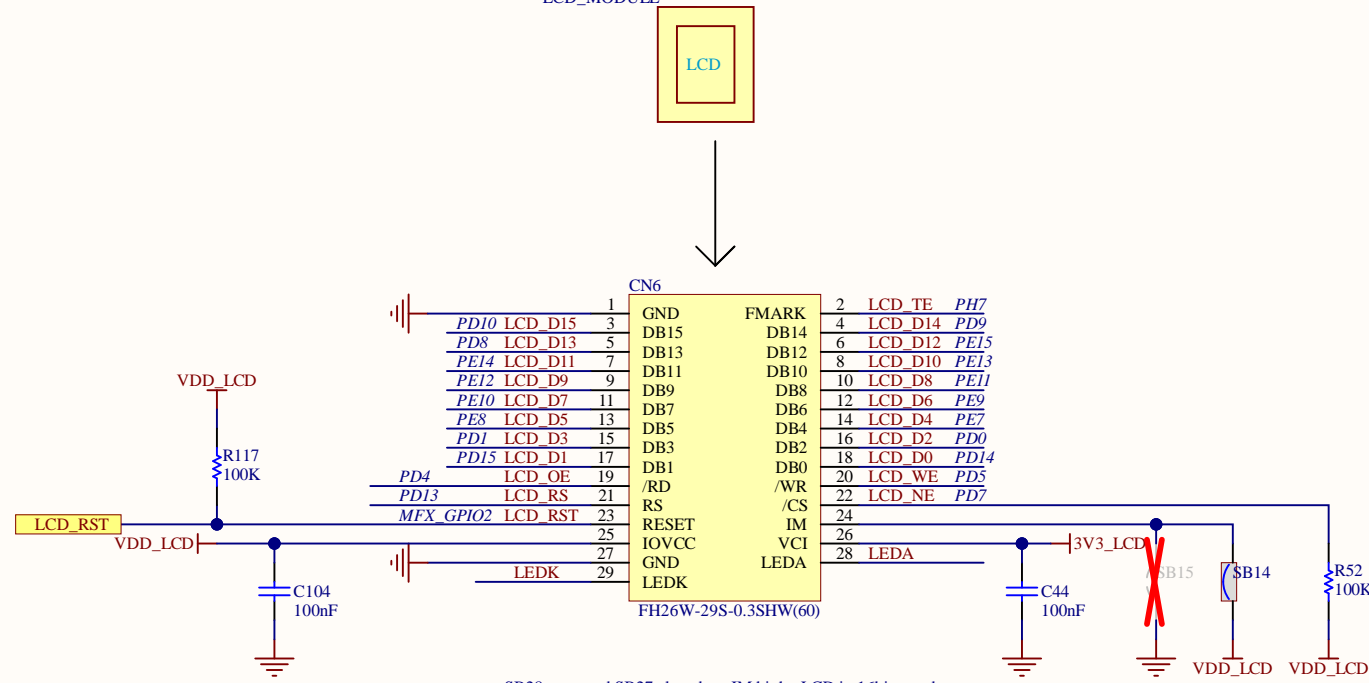 LCD_MODULE
LCD
CN6
1 GND FMARK 2 LCD_TE PH7
PD10 LCD_D15 3 DB15 DB14 4 LCD_D14 PD9
PD8 LCD_D13 5 DB13 DB12 6 LCD_D12 PE15
PE14 LCD_D11 7 DB11 DB10 8 LCD_D10 PE13
PE12 LCD_D9 9 DB9 DB8 10 LCD_D8 PE11
PE10 LCD_D7 11 DB7 DB6 12 LCD_D6 PE9
PE8 LCD_D5 13 DB5 DB4 14 LCD_D4 PE7
PD1 LCD_D3 15 DB3 DB2 16 LCD_D2 PD0
PD15 LCD_D1 17 DB1 DB0 18 LCD_D0 PD14
PD4 LCD_OE 19 /RD /WR 20 LCD_WE PD5
PD13 LCD_RS 21 RS /CS 22 LCD_NE PD7
MFX_GPIO2 LCD_RST 23 RESET IM 24
25 IOVCC VCI 26
27 GND LEDA 28 LEDA
LEDK 29 LEDK
FH26W-29S-0.3SHW(60)
VDD_LCD
R117
100K
LCD_RST
VDD_LCD
C104
100nF
3V3_LCD
C44
100nF
SB15
SB14
R52
100K
VDD_LCD
VDD_LCD